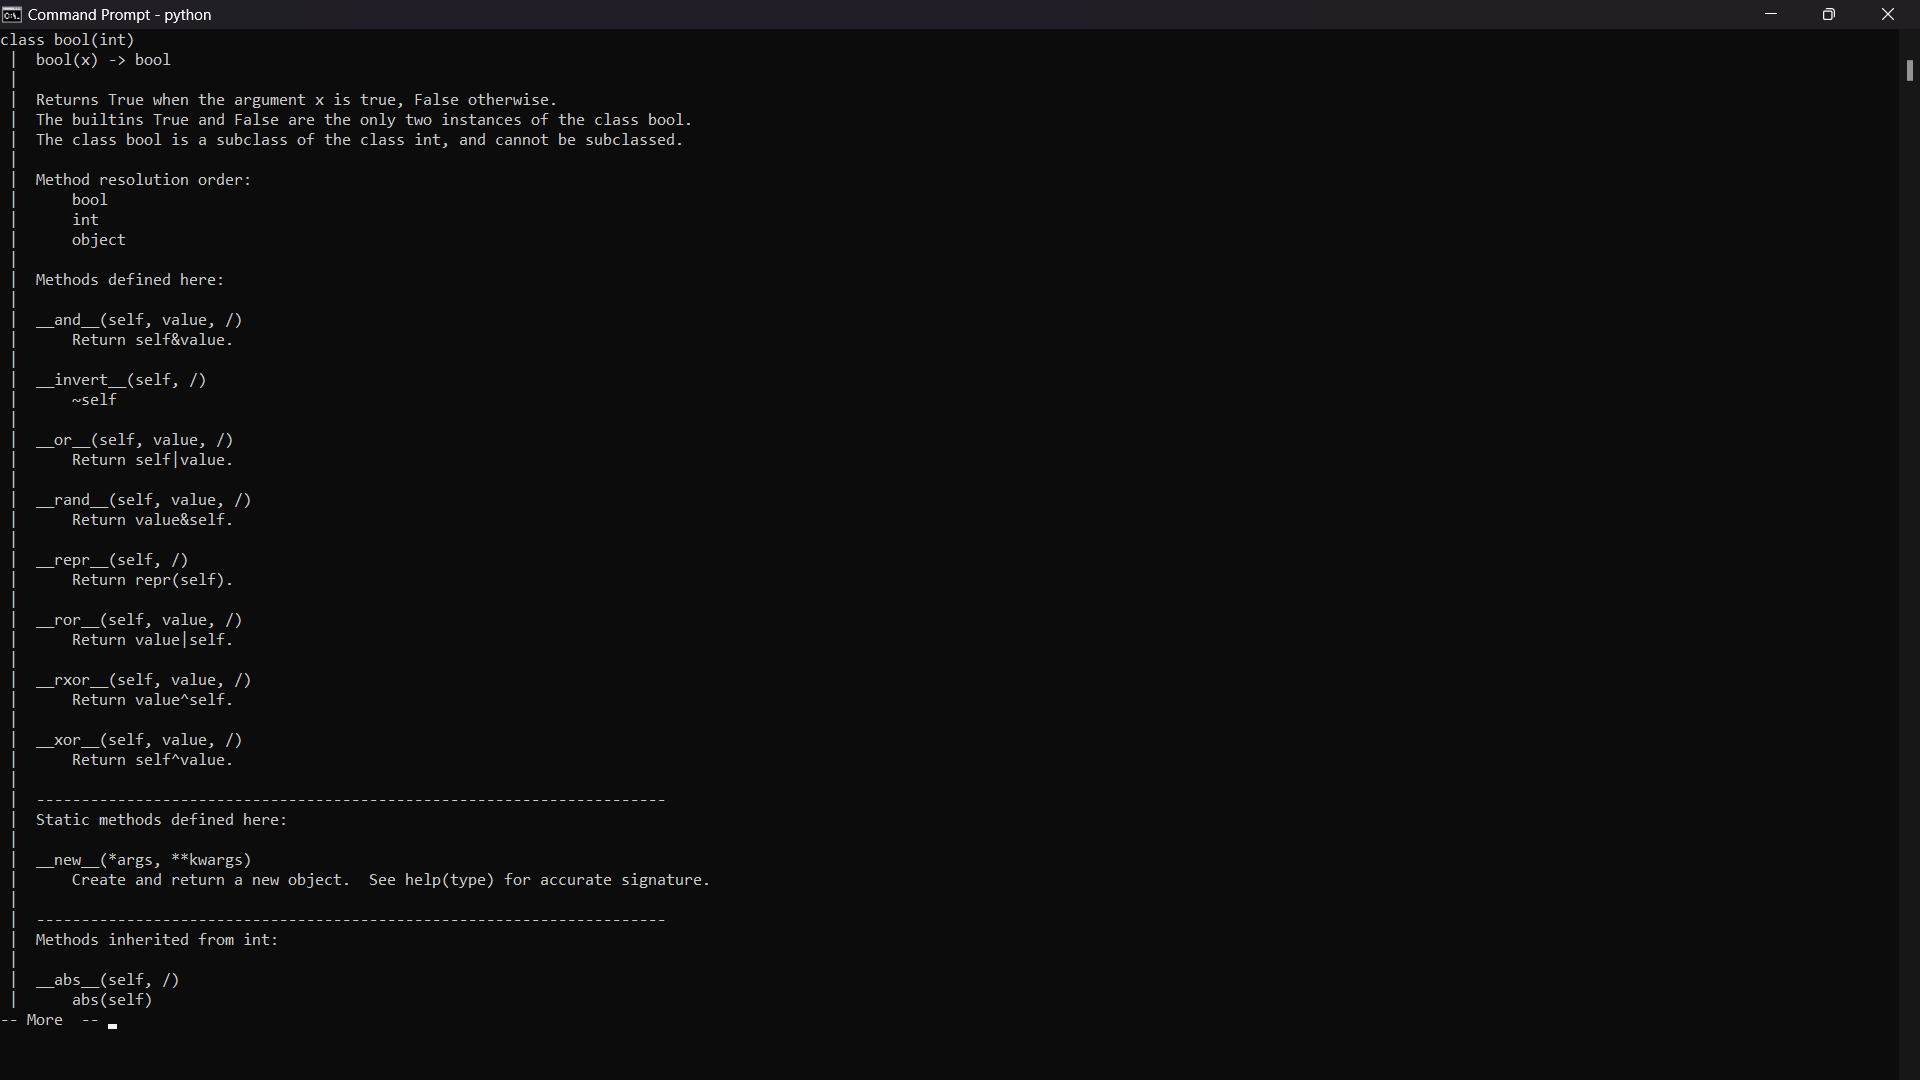 Command Prompt - python
class bool(int)
 |  bool(x) -> bool
 |
 |  Returns True when the argument x is true, False otherwise.
 |  The builtins True and False are the only two instances of the class bool.
 |  The class bool is a subclass of the class int, and cannot be subclassed.
 |
 |  Method resolution order:
 |      bool
 |      int
 |      object
 |
 |  Methods defined here:
 |
 |  __and__(self, value, /)
 |      Return self&value.
 |
 |  __invert__(self, /)
 |      ~self
 |
 |  __or__(self, value, /)
 |      Return self|value.
 |
 |  __rand__(self, value, /)
 |      Return value&self.
 |
 |  __repr__(self, /)
 |      Return repr(self).
 |
 |  __ror__(self, value, /)
 |      Return value|self.
 |
 |  __rxor__(self, value, /)
 |      Return value^self.
 |
 |  __xor__(self, value, /)
 |      Return self^value.
 |
 |  ----------------------------------------------------------------------
 |  Static methods defined here:
 |
 |  __new__(*args, **kwargs)
 |      Create and return a new object.  See help(type) for accurate signature.
 |
 |  ----------------------------------------------------------------------
 |  Methods inherited from int:
 |
 |  __abs__(self, /)
 |      abs(self)
-- More  --